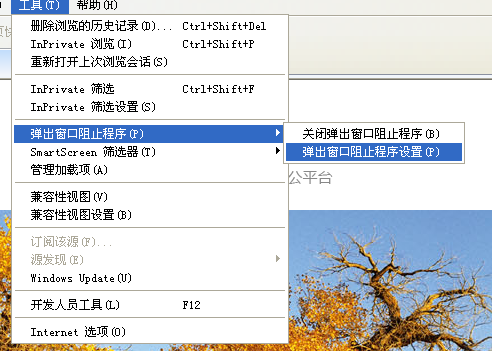 工具(T) 帮助(H)
删除浏览的历史记录(D)... Ctrl+Shift+Del
InPrivate 浏览(I) Ctrl+Shift+P
重新打开上次浏览会话(S)
InPrivate 筛选 Ctrl+Shift+F
InPrivate 筛选设置(S)
弹出窗口阻止程序(P)
关闭弹出窗口阻止程序(B)
SmartScreen 筛选器(T)
弹出窗口阻止程序设置(P)
管理加载项(A)
公平台
兼容性视图(V)
兼容性视图设置(B)
订阅该源(F)...
源发现(E)
Windows Update(U)
开发人员工具(L) F12
Internet 选项(O)